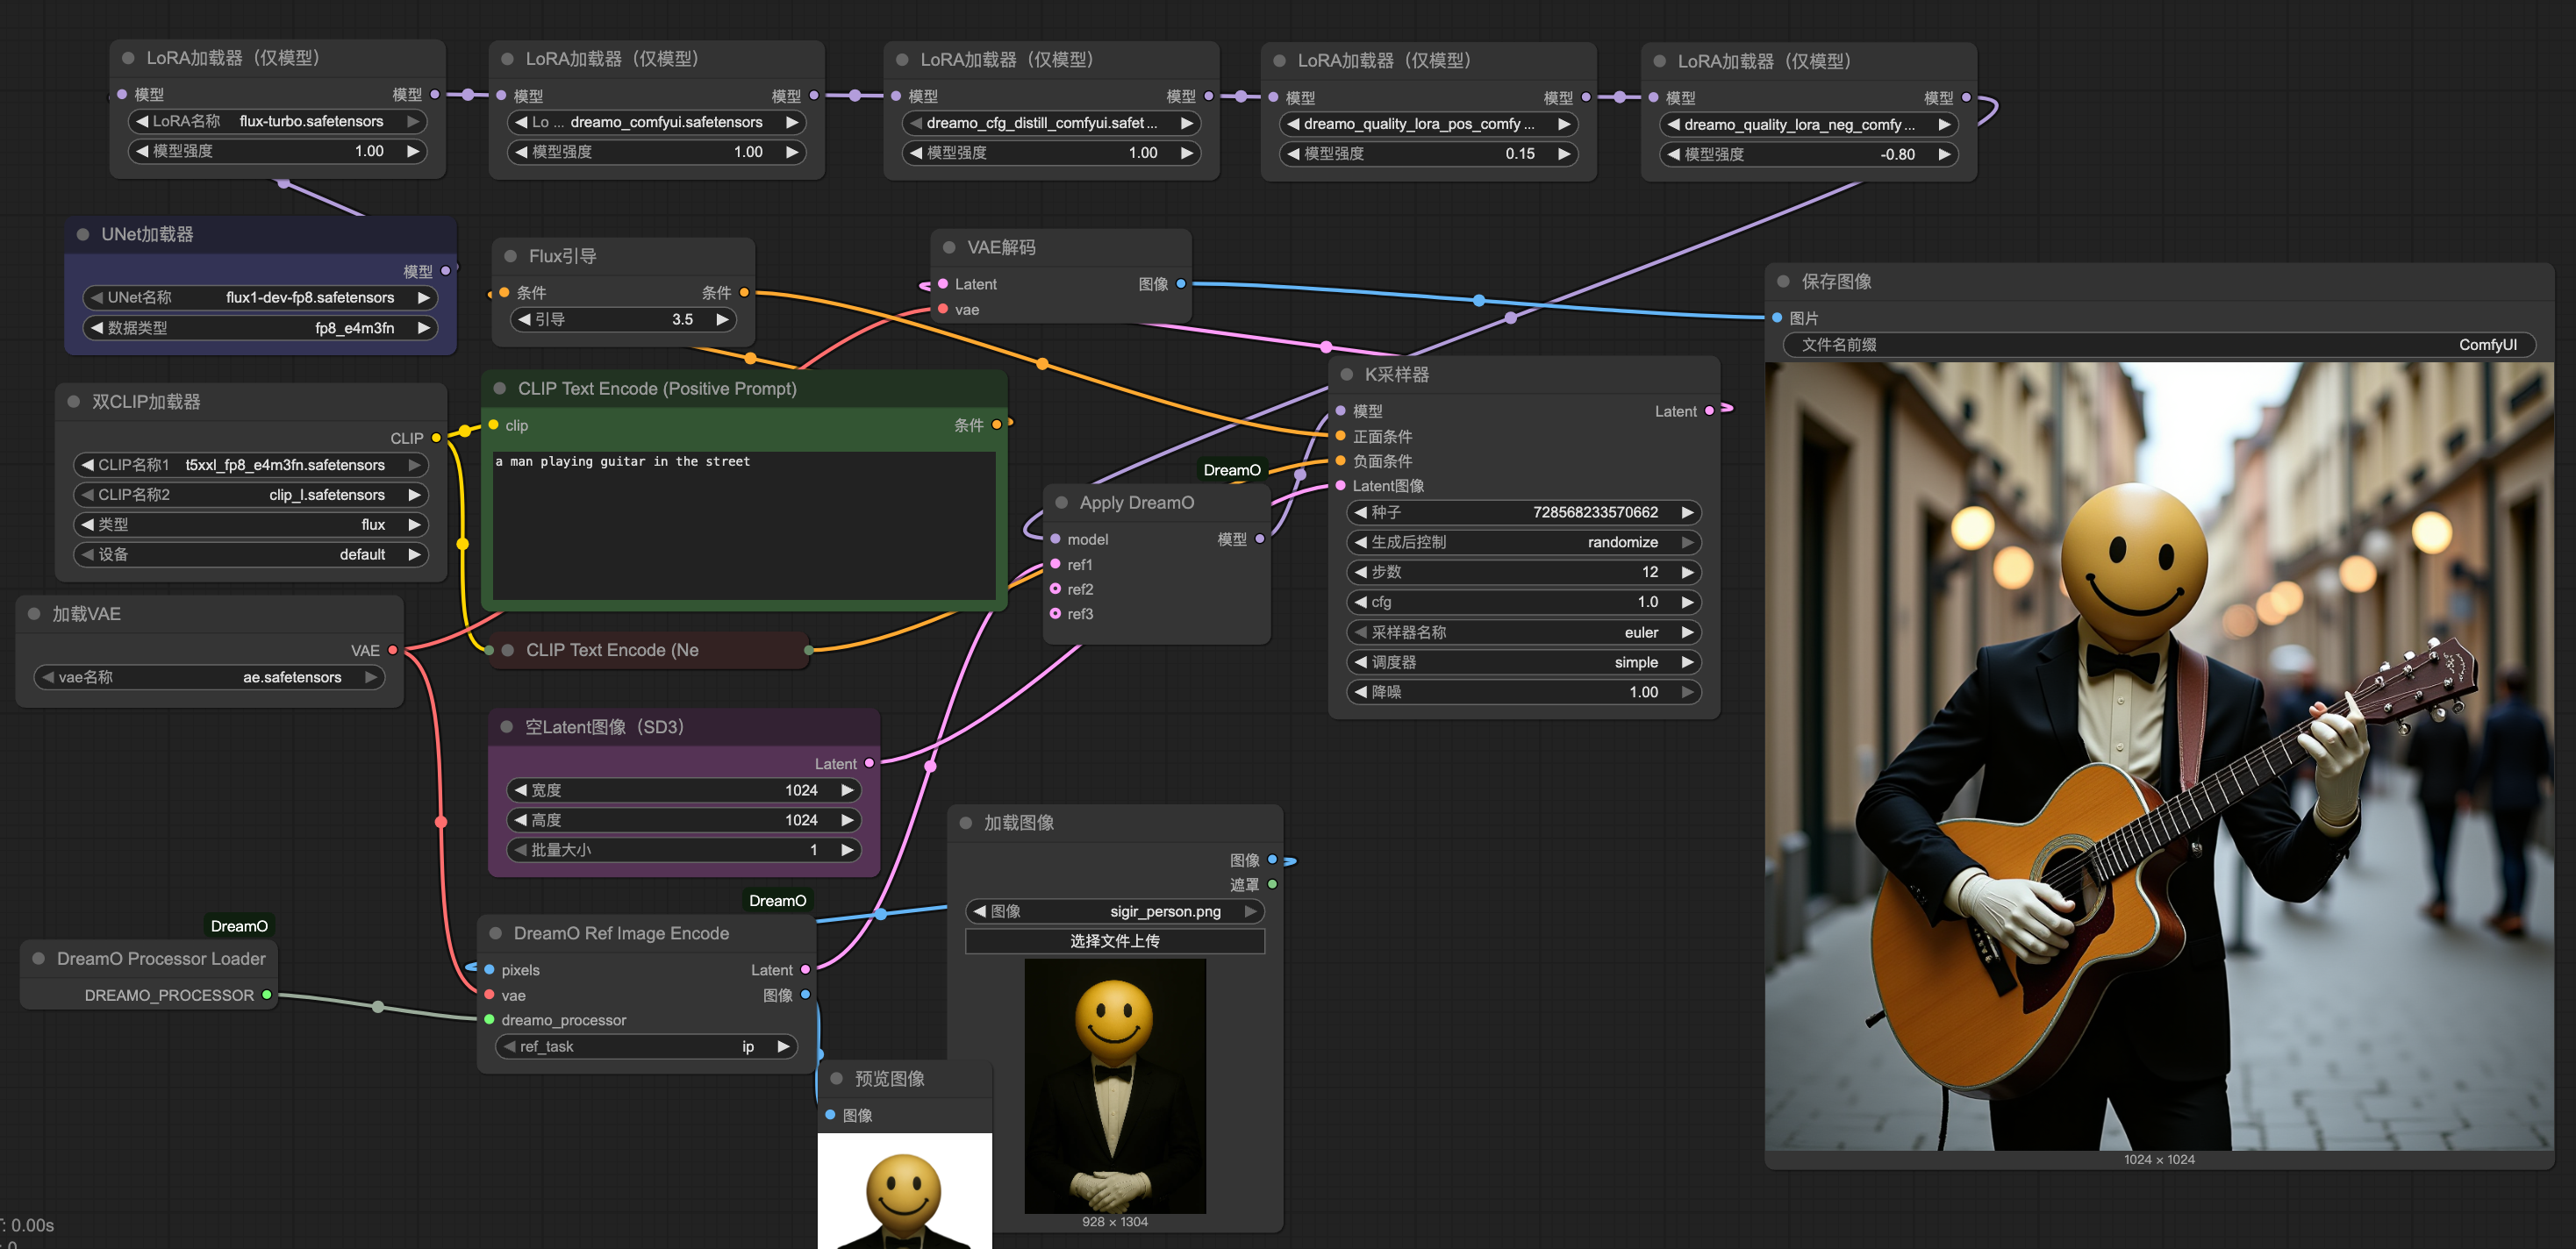 LoRA加载器（仅模型）
模型 模型
LoRA名称 flux-turbo.safetensors
模型强度 1.00
LoRA加载器（仅模型）
模型 模型
Lo ... dreamo_comfyui.safetensors
模型强度 1.00
LoRA加载器（仅模型）
模型 模型
dreamo_cfg_distill_comfyui.safet ...
模型强度 1.00
LoRA加载器（仅模型）
模型 模型
dreamo_quality_lora_pos_comfy ...
模型强度 0.15
LoRA加载器（仅模型）
模型 模型
dreamo_quality_lora_neg_comfy ...
模型强度 -0.80
UNet加载器
模型
UNet名称 flux1-dev-fp8.safetensors
数据类型 fp8_e4m3fn
Flux引导
条件 条件
引导 3.5
VAE解码
Latent 图像
vae
保存图像
图片
文件名前缀 ComfyUI
1024 × 1024
双CLIP加载器
CLIP
CLIP名称1 t5xxl_fp8_e4m3fn.safetensors
CLIP名称2 clip_l.safetensors
类型 flux
设备 default
CLIP Text Encode (Positive Prompt)
clip 条件
a man playing guitar in the street
K采样器
模型 Latent
正面条件
负面条件
Latent图像
种子 728568233570662
生成后控制 randomize
步数 12
cfg 1.0
采样器名称 euler
调度器 simple
降噪 1.00
DreamO
Apply DreamO
model 模型
ref1
ref2
ref3
加载VAE
VAE
vae名称 ae.safetensors
CLIP Text Encode (Ne
空Latent图像（SD3）
Latent
宽度 1024
高度 1024
批量大小 1
加载图像
图像
遮罩
图像 sigir_person.png
选择文件上传
928 × 1304
DreamO
DreamO Processor Loader
DREAMO_PROCESSOR
DreamO
DreamO Ref Image Encode
pixels Latent
vae 图像
dreamo_processor
ref_task ip
预览图像
图像
: 0.00s